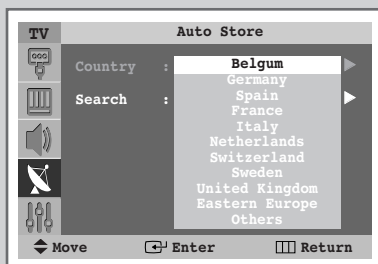 TV
Auto Store
Country :
Belgum
Germany
Search :
Spain
France
Italy
Netherlands
Switzerland
Sweden
United Kingdom
Eastern Europe
Others
Move
Enter
Return